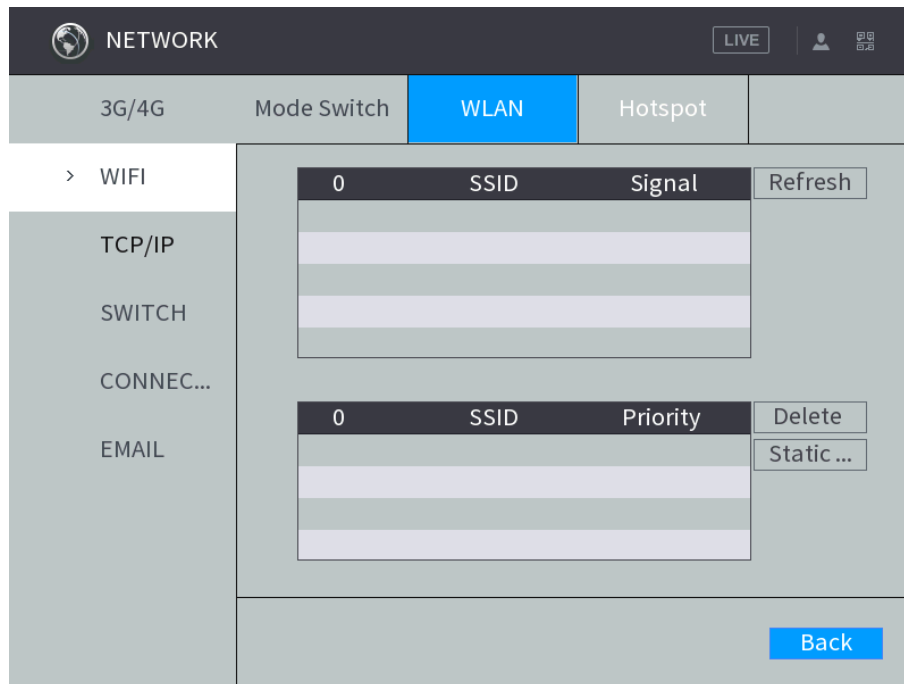 NETWORK LIVE
3G/4G Mode Switch WLAN Hotspot
> WIFI
0 SSID Signal Refresh
TCP/IP
SWITCH
CONNEC...
0 SSID Priority Delete
EMAIL
Static ...
Back